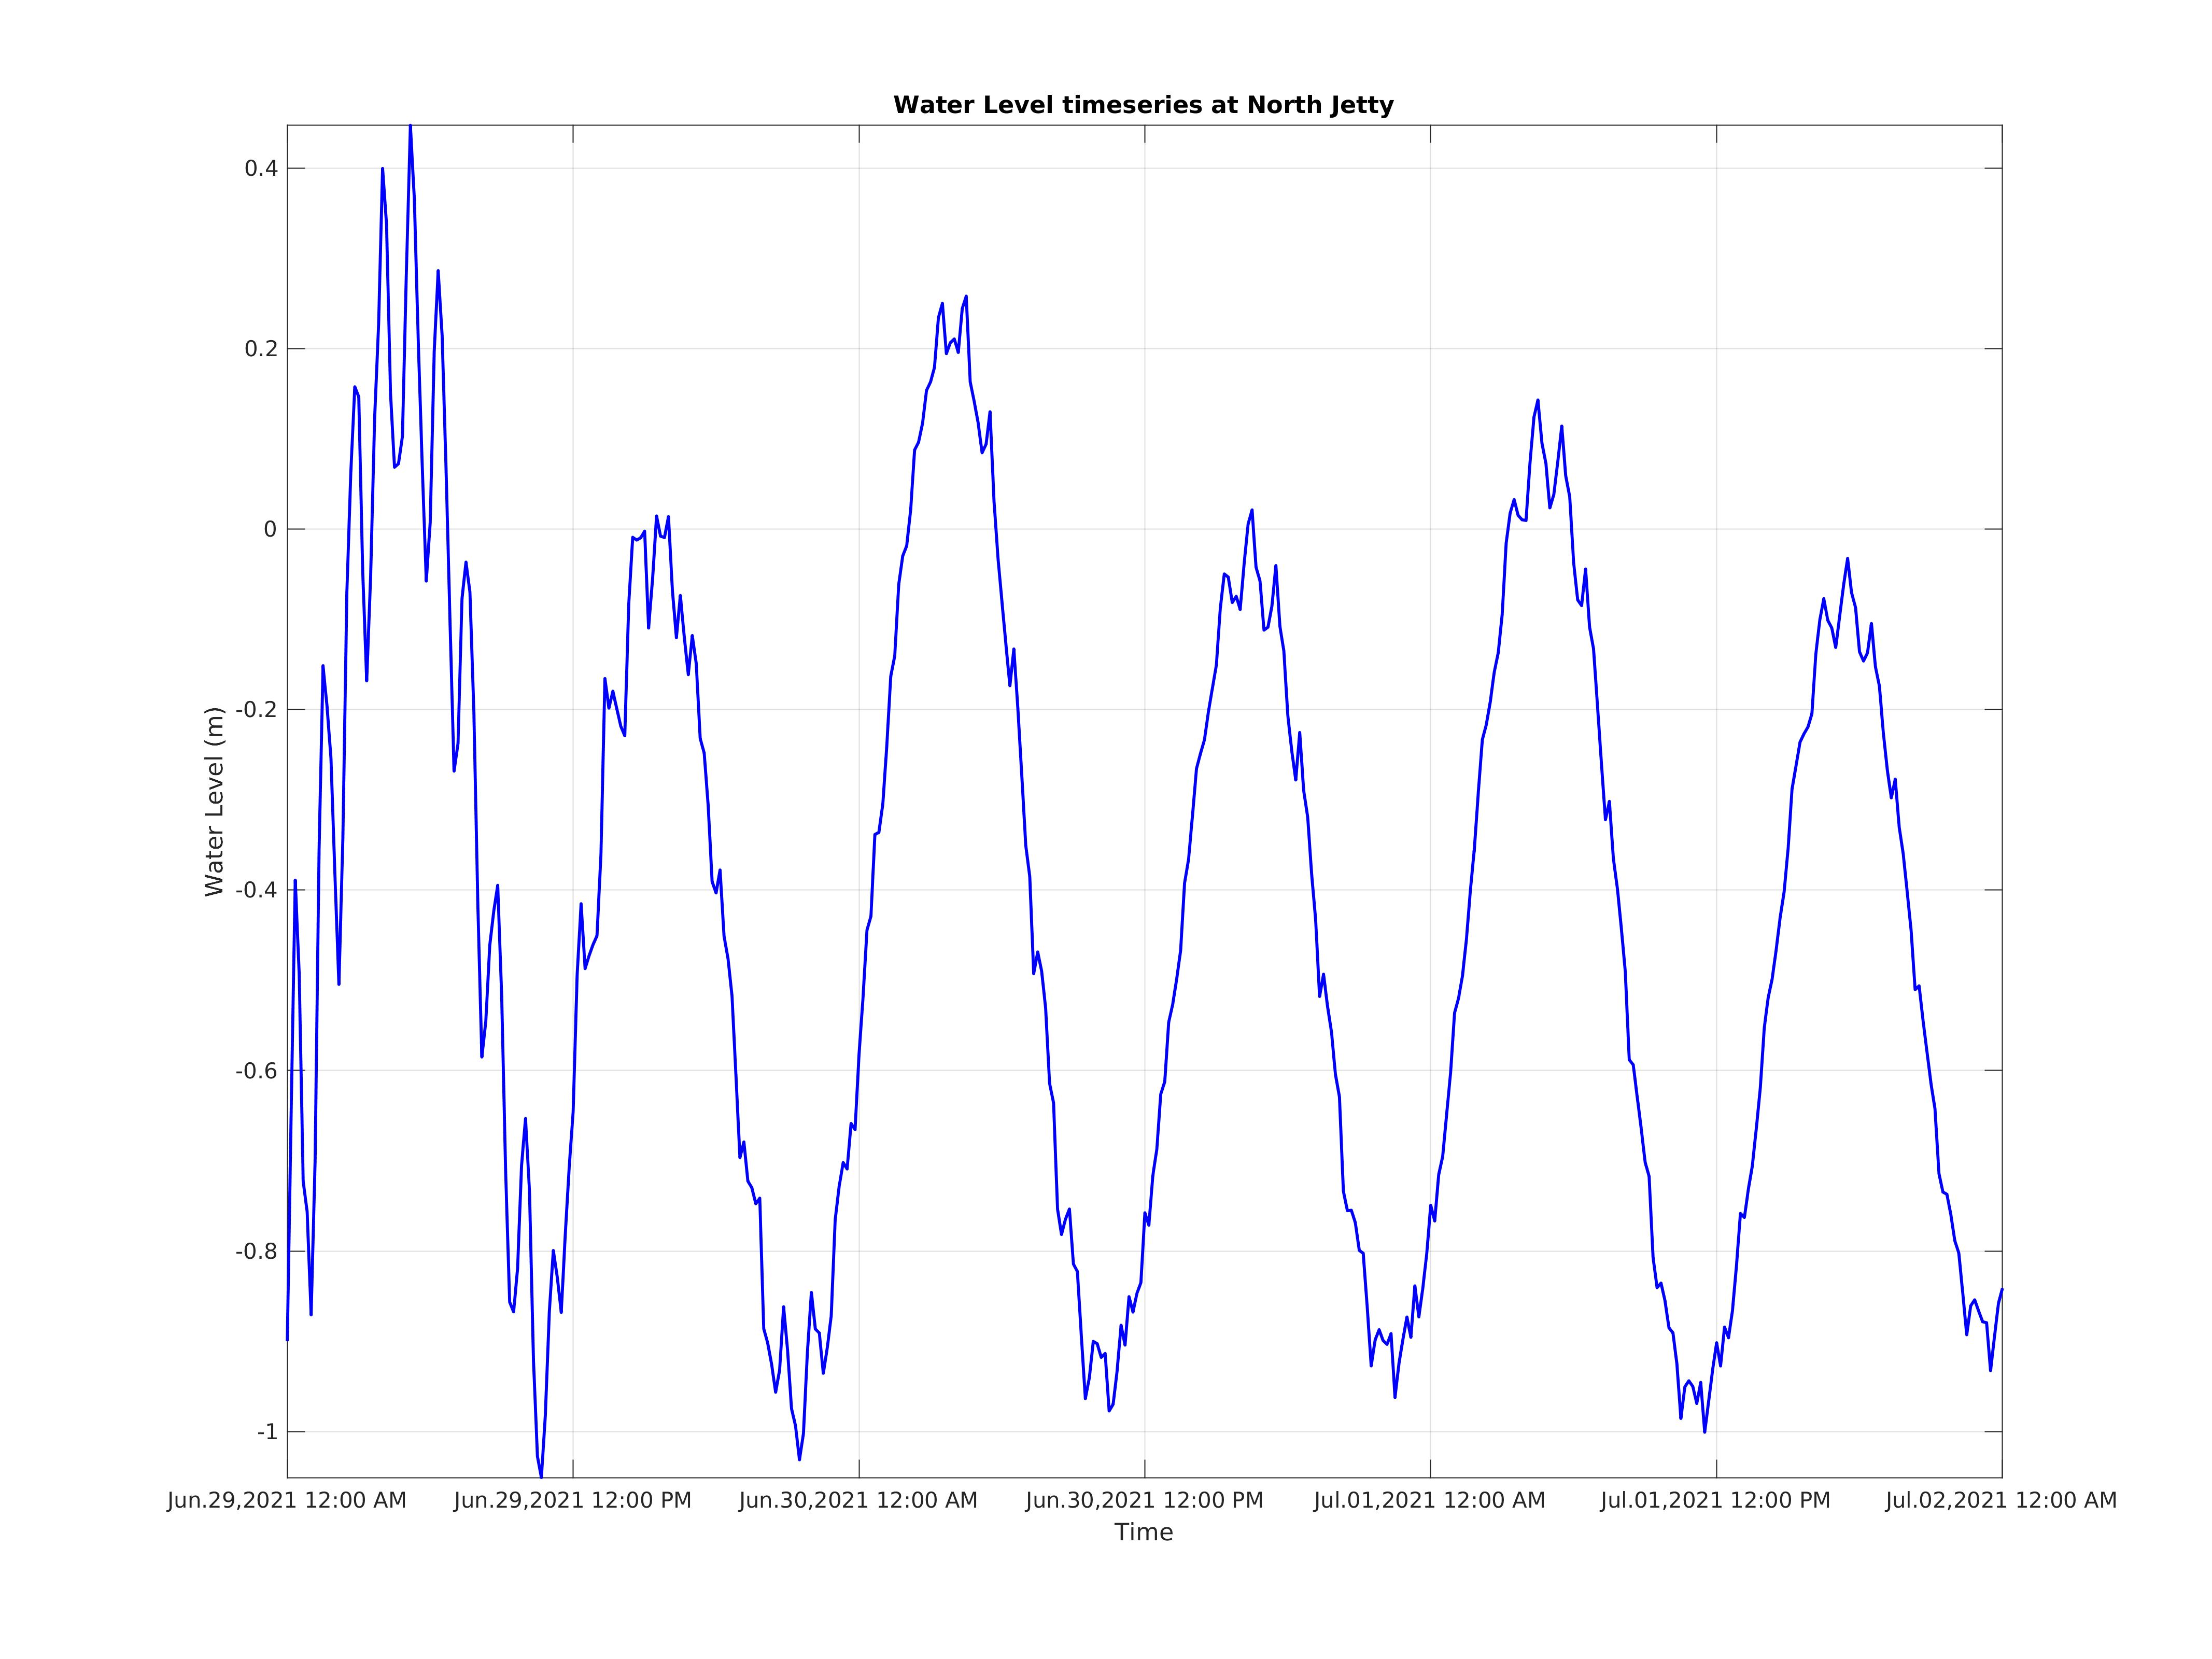 Water Level timeseries at North Jetty
0.4
0.2
0
-0.2
-0.4
-0.6
-0.8
-1
Water Level (m)
Jun.29,2021 12:00 AM Jun.29,2021 12:00 PM Jun.30,2021 12:00 AM Jun.30,2021 12:00 PM Jul.01,2021 12:00 AM Jul.01,2021 12:00 PM Jul.02,2021 12:00 AM
Time